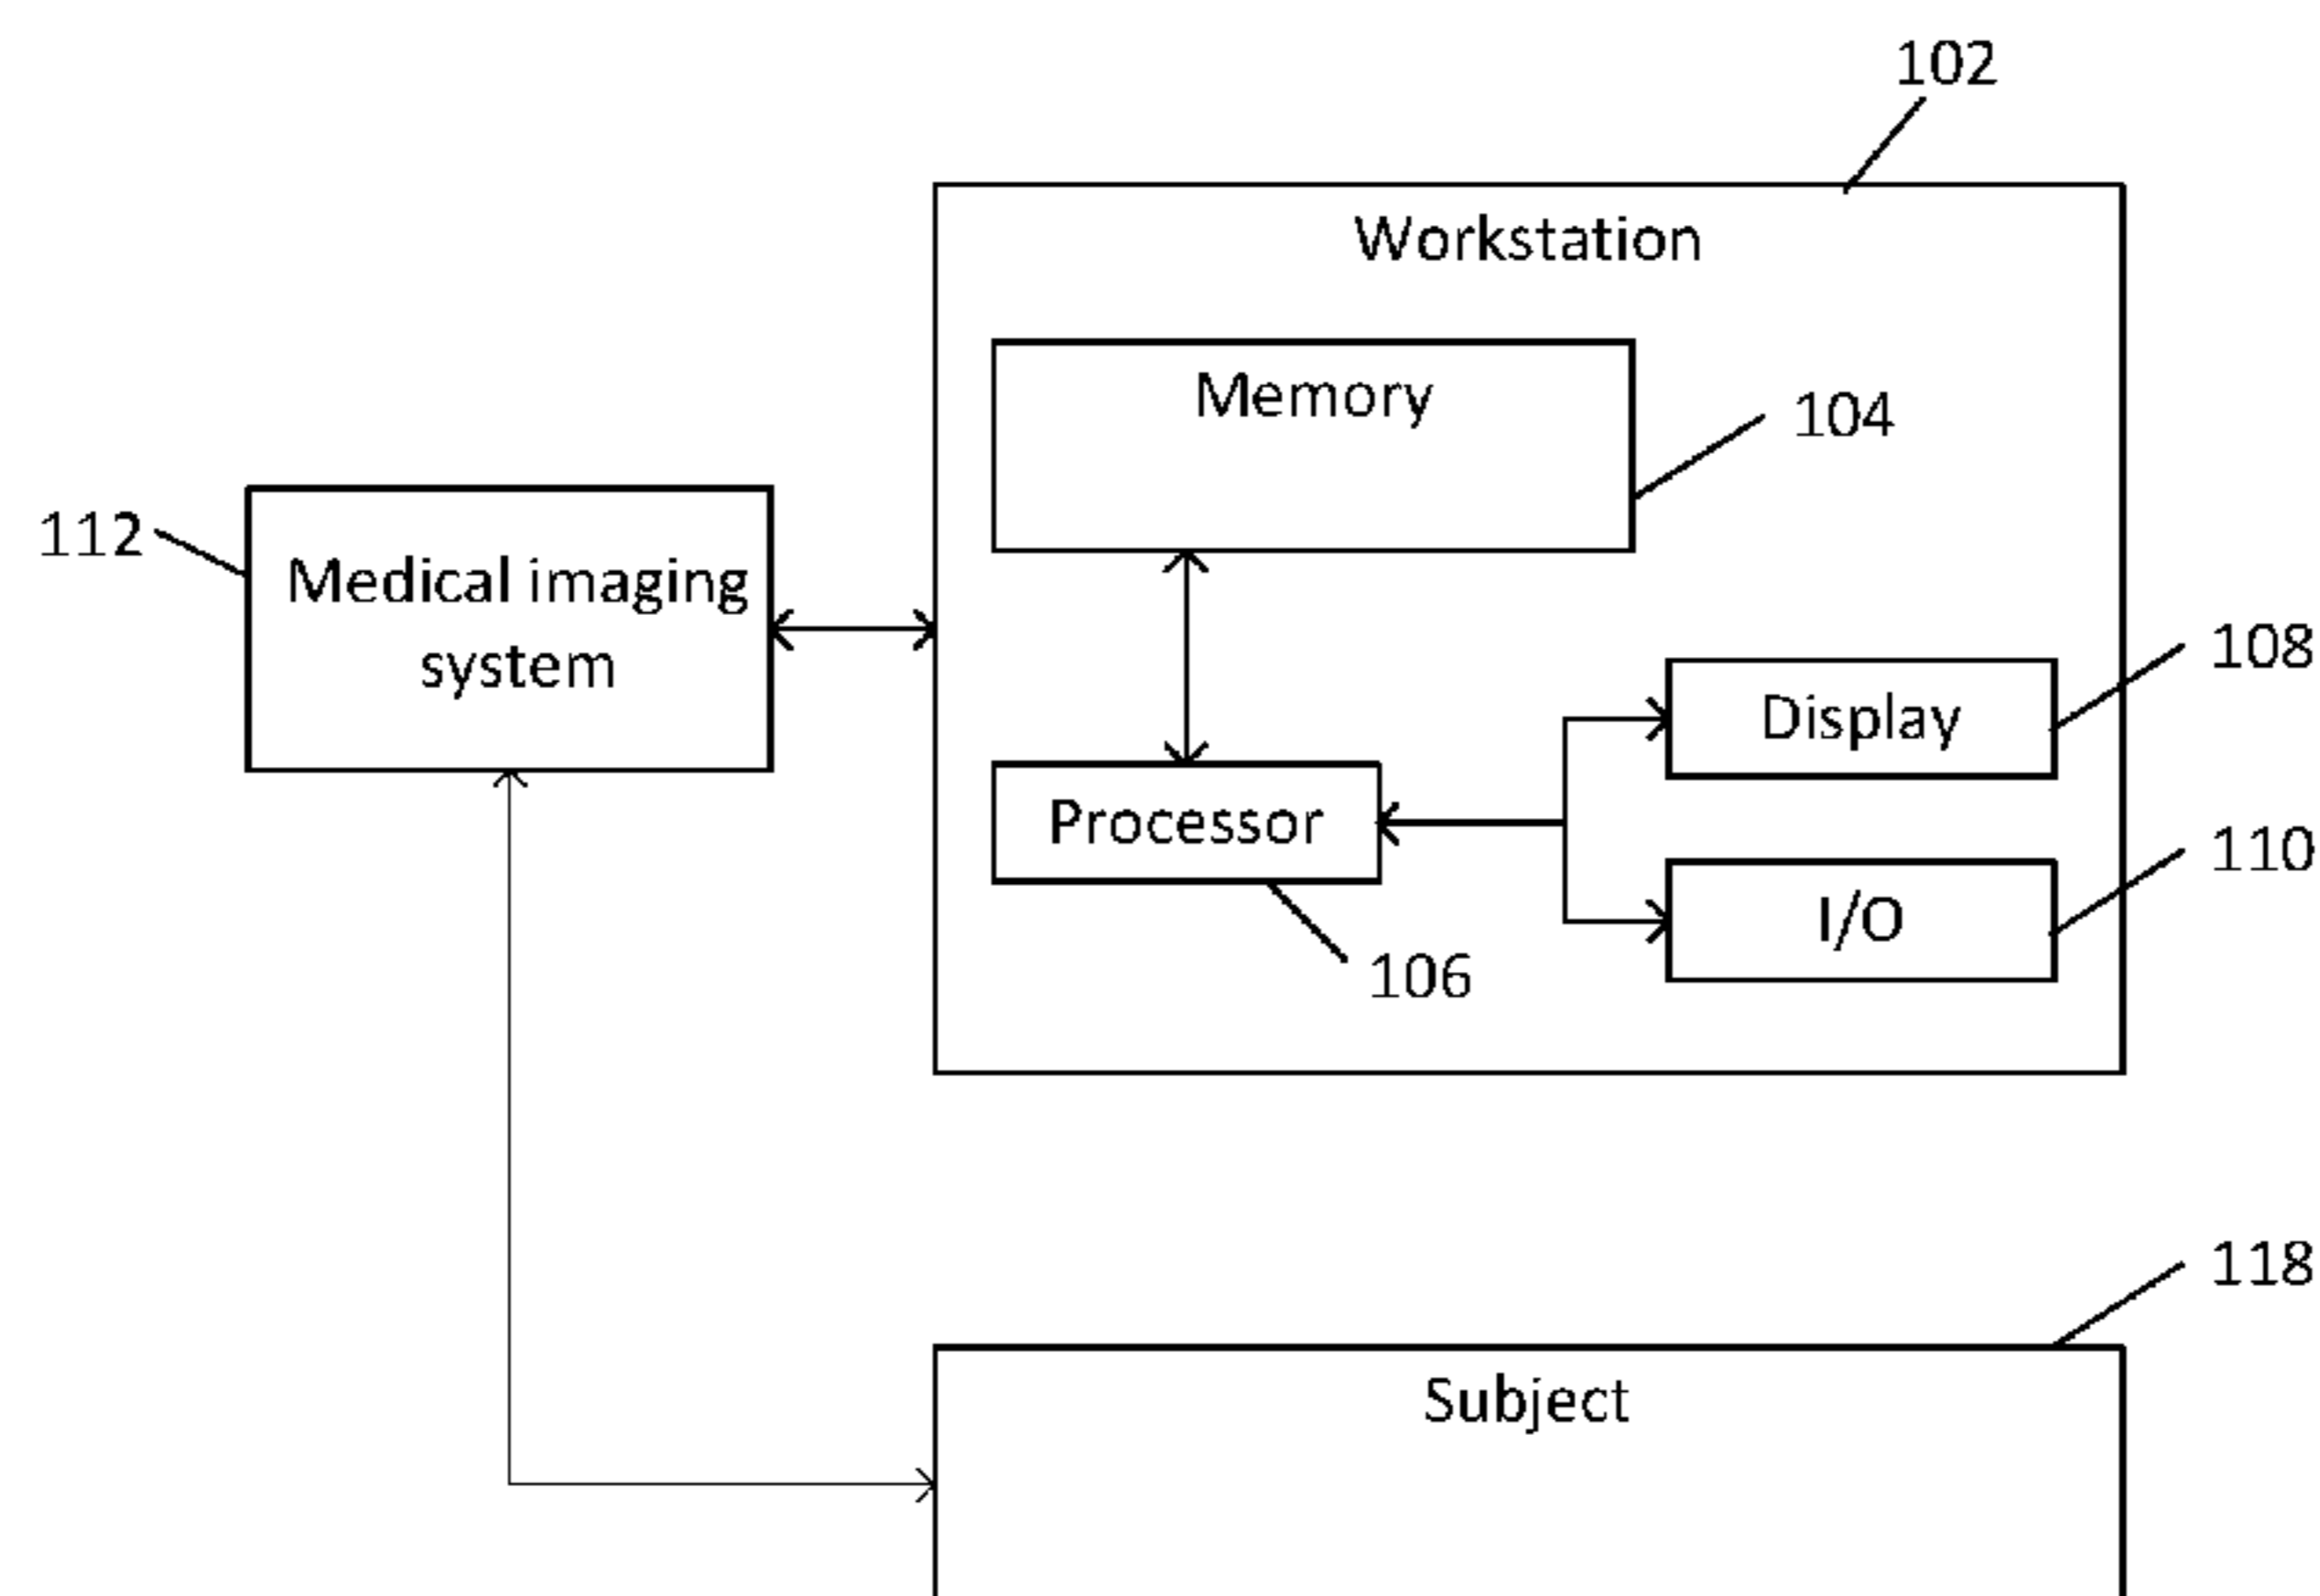 102
Workstation
Memory
104
112
Medical imaging
system
108
Display
Processor
110
I/O
106
118
Subject